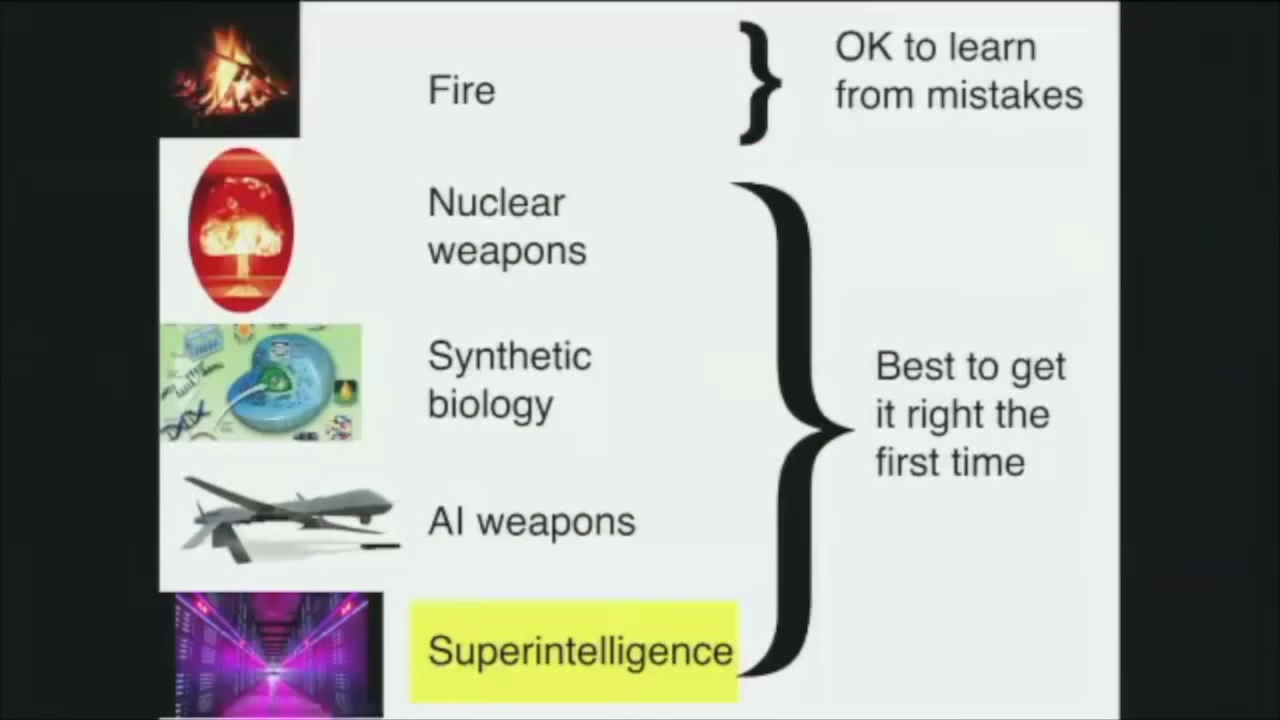 Fire
OK to learn
from mistakes
Nuclear
weapons
Synthetic
biology
Best to get
it right the
first time
AI weapons
Superintelligence